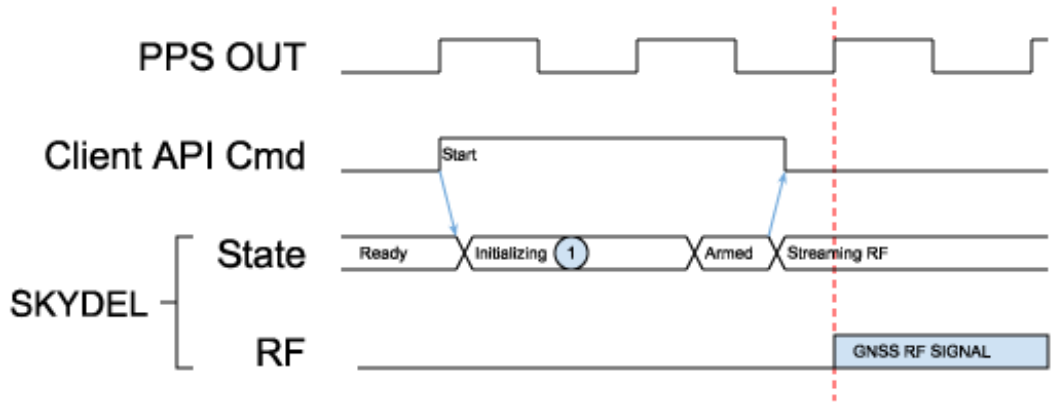 PPS OUT
Client API Cmd
Start
State
Ready
Initializing
1
Armed
Streaming RF
SKYDEL
RF
GNSS RF SIGNAL